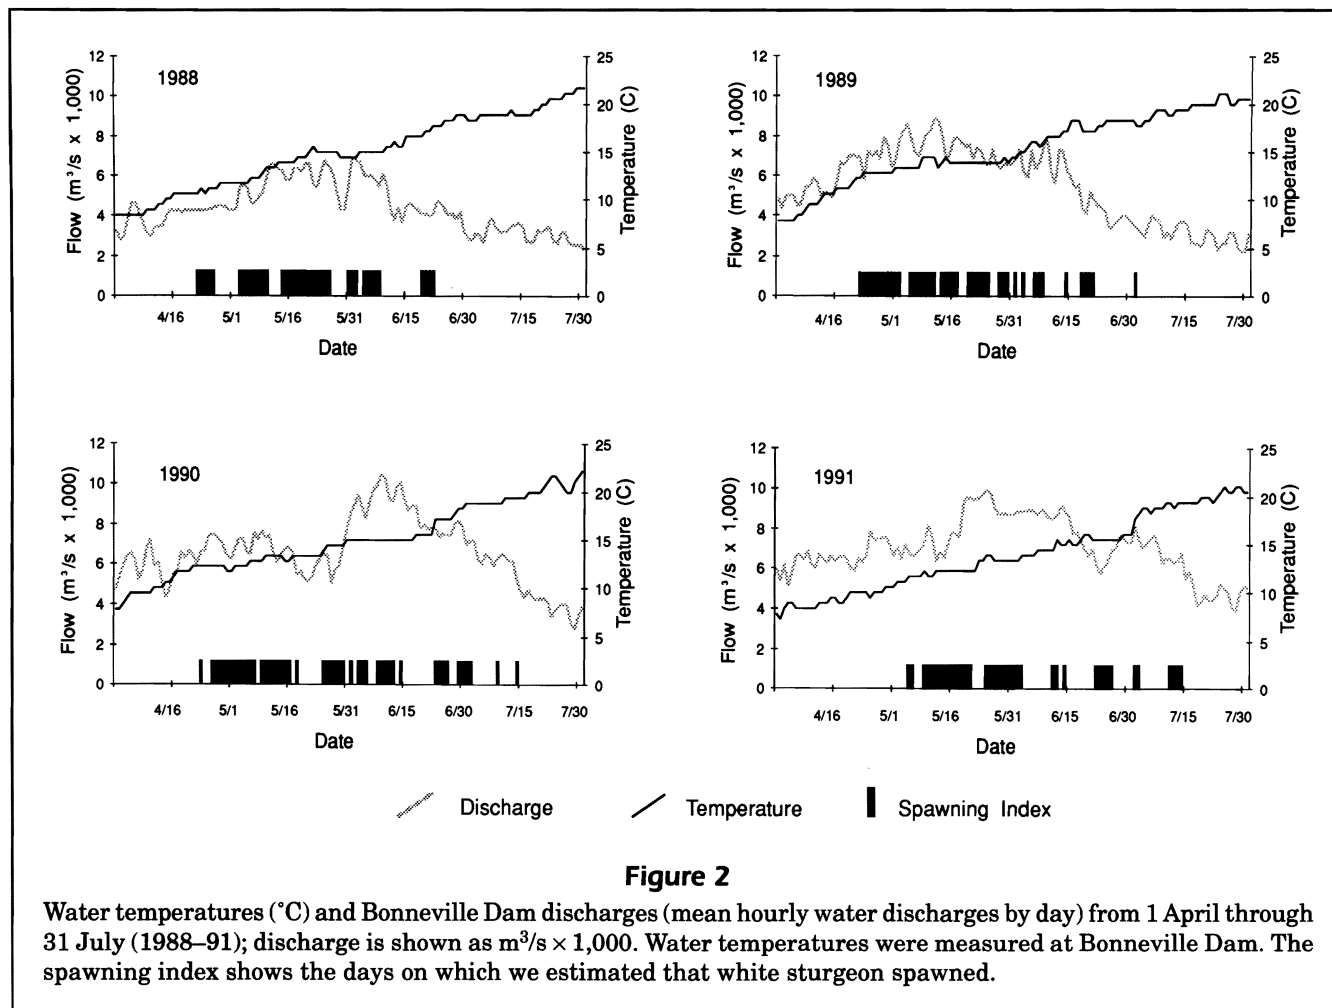 1988
12
10
8
6
4
2
0
Flow (m³/s x 1,000)
25
20
15
10
5
0
Temperature (C)
4/16 5/1 5/16 5/31 6/15 6/30 7/15 7/30
Date
1989
12
10
8
6
4
2
0
Flow (m³/s x 1,000)
25
20
15
10
5
0
Temperature (C)
4/16 5/1 5/16 5/31 6/15 6/30 7/15 7/30
Date
1990
12
10
8
6
4
2
0
Flow (m³/s x 1,000)
25
20
15
10
5
0
Temperature (C)
4/16 5/1 5/16 5/31 6/15 6/30 7/15 7/30
Date
1991
12
10
8
6
4
2
0
Flow (m³/s x 1,000)
25
20
15
10
5
0
Temperature (C)
4/16 5/1 5/16 5/31 6/15 6/30 7/15 7/30
Date
Discharge Temperature Spawning Index
Figure 2
Water temperatures (°C) and Bonneville Dam discharges (mean hourly water discharges by day) from 1 April through
31 July (1988–91); discharge is shown as m³/s × 1,000. Water temperatures were measured at Bonneville Dam. The
spawning index shows the days on which we estimated that white sturgeon spawned.